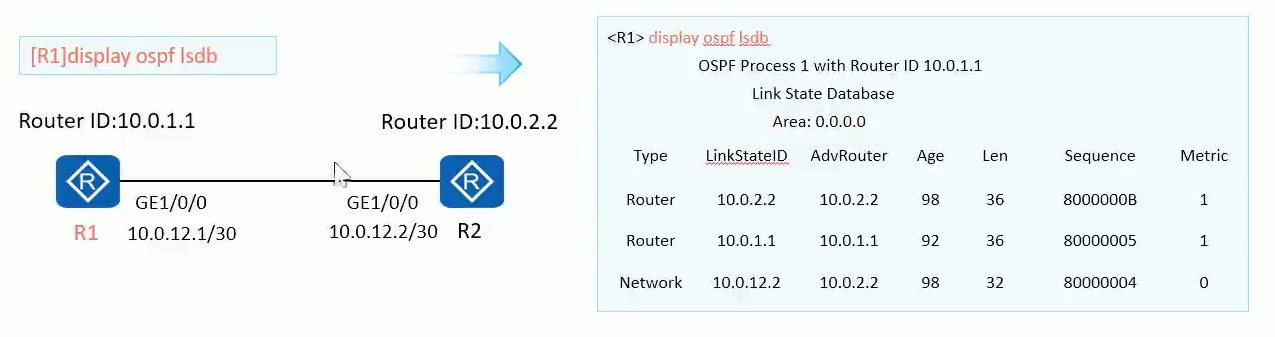 [R1]display ospf lsdb
Router ID:10.0.1.1
Router ID:10.0.2.2
R
R
GE1/0/0
GE1/0/0
R1
10.0.12.1/30
10.0.12.2/30
R2
<R1> display ospf lsdb
OSPF Process 1 with Router ID 10.0.1.1
Link State Database
Area: 0.0.0.0
Type LinkStateID AdvRouter Age Len Sequence Metric
Router 10.0.2.2 10.0.2.2 98 36 8000000B 1
Router 10.0.1.1 10.0.1.1 92 36 80000005 1
Network 10.0.12.2 10.0.2.2 98 32 80000004 0